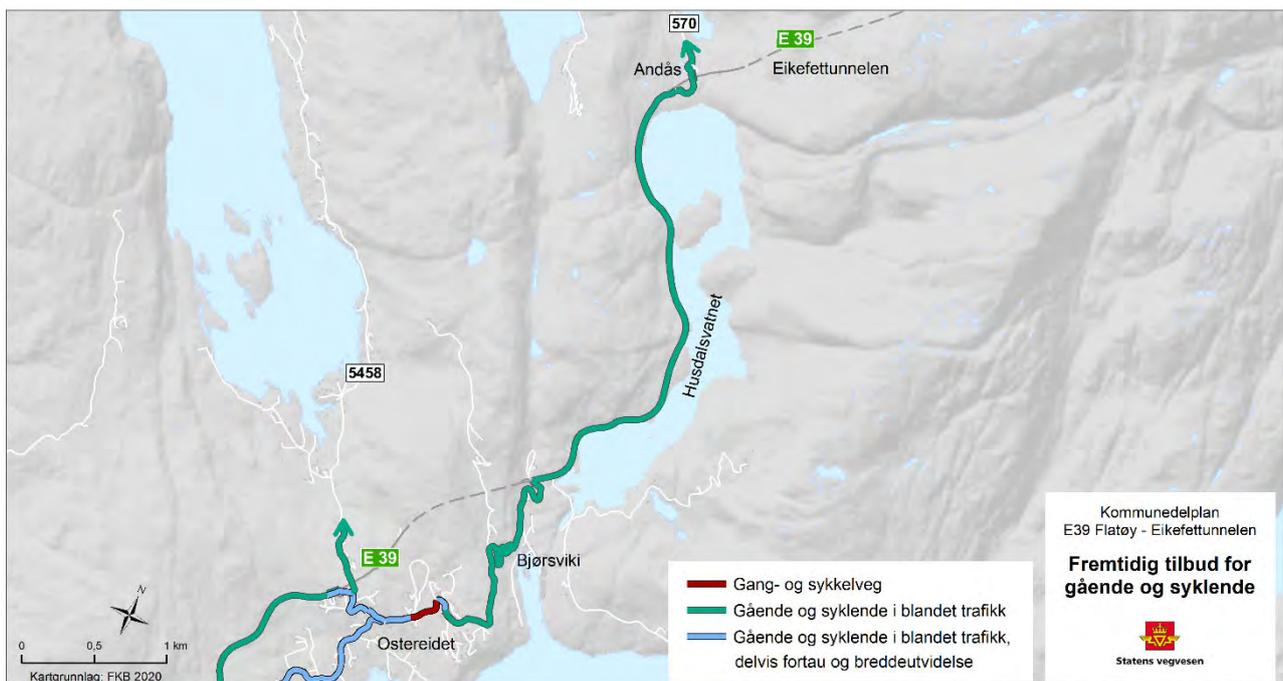 570
E 39
Andås
Eikefettunnelen
Husdalsvatnet
5458
Bjørsviki
E 39
Ostereidet
N
0 0,5 1 km
Kartgrunnlag: FKB 2020
Gang- og sykkelveg
Gående og syklende i blandet trafikk
Gående og syklende i blandet trafikk,
delvis fortau og breddeutvidelse
Kommunedelplan
E39 Flatøy - Eikefettunnelen
Fremtidig tilbud for
gående og syklende
Statens vegvesen